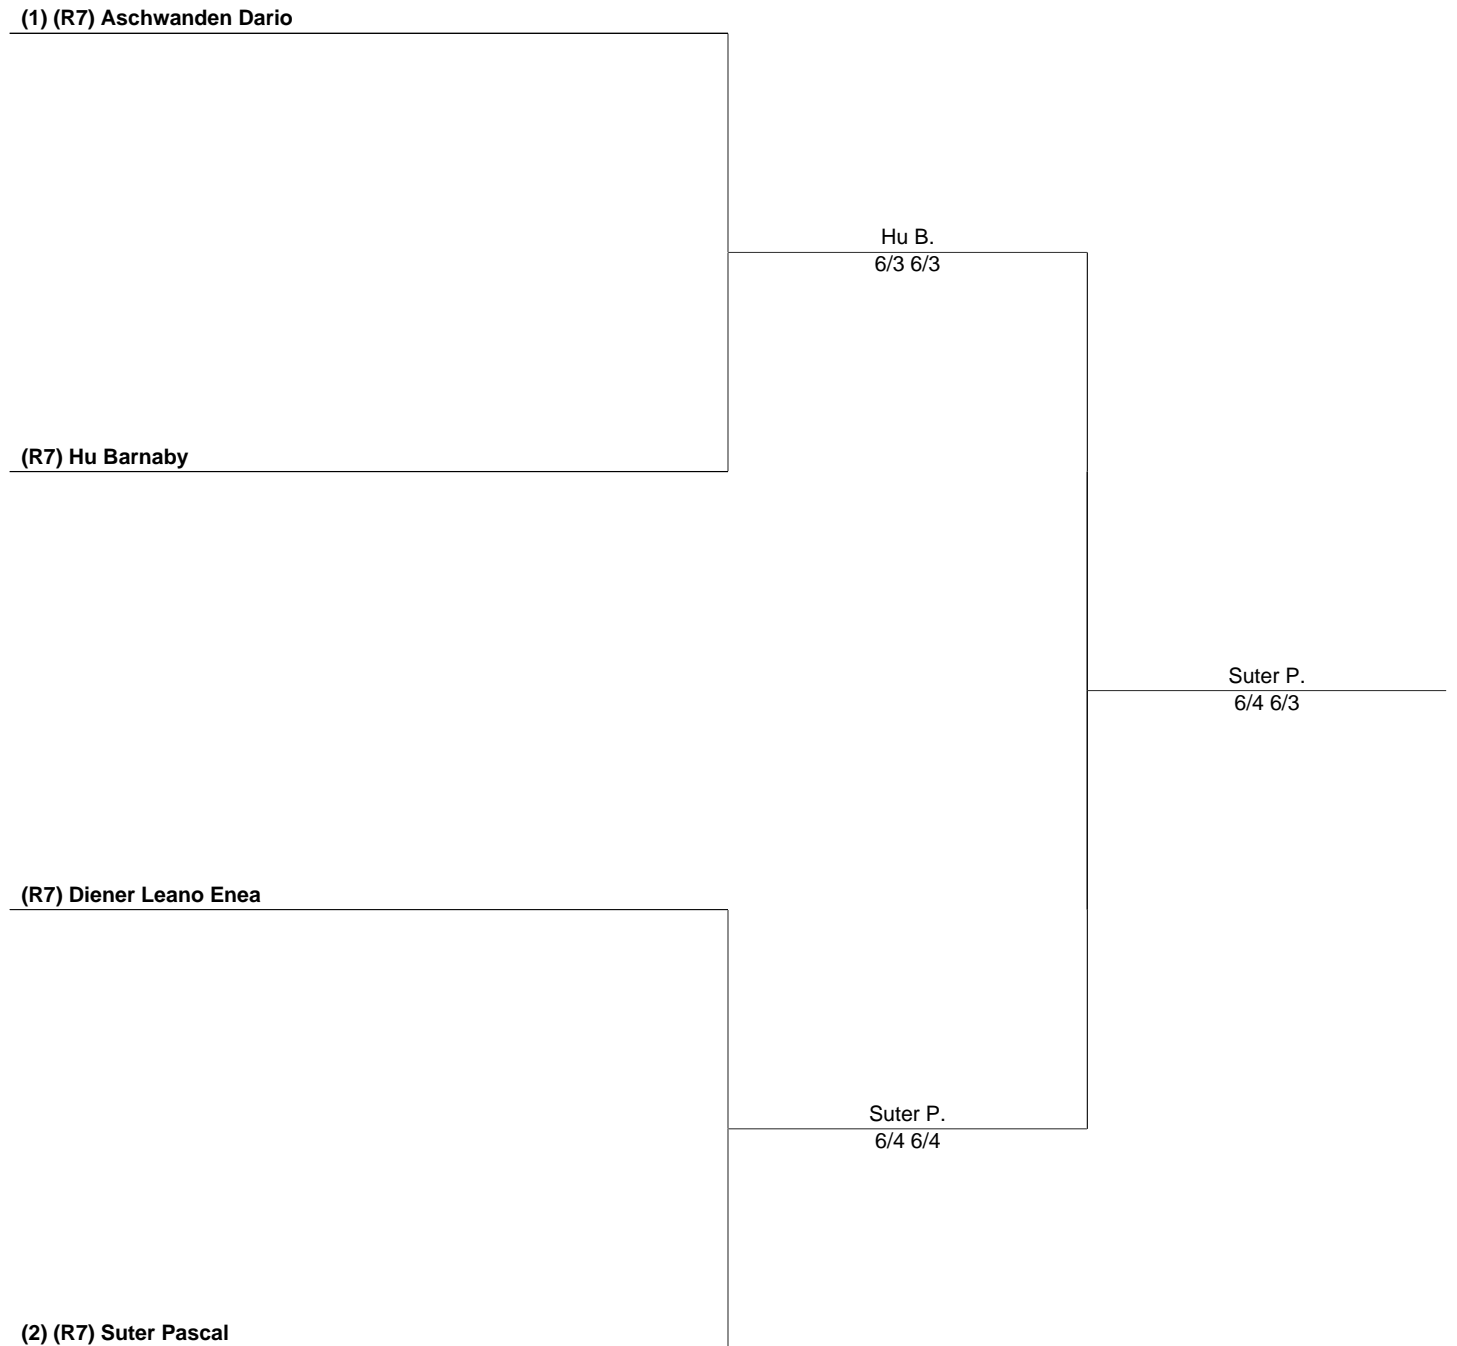 (1) (R7) Aschwanden Dario
Hu B.
6/3 6/3
(R7) Hu Barnaby
Suter P.
6/4 6/3
(R7) Diener Leano Enea
Suter P.
6/4 6/4
(2) (R7) Suter Pascal